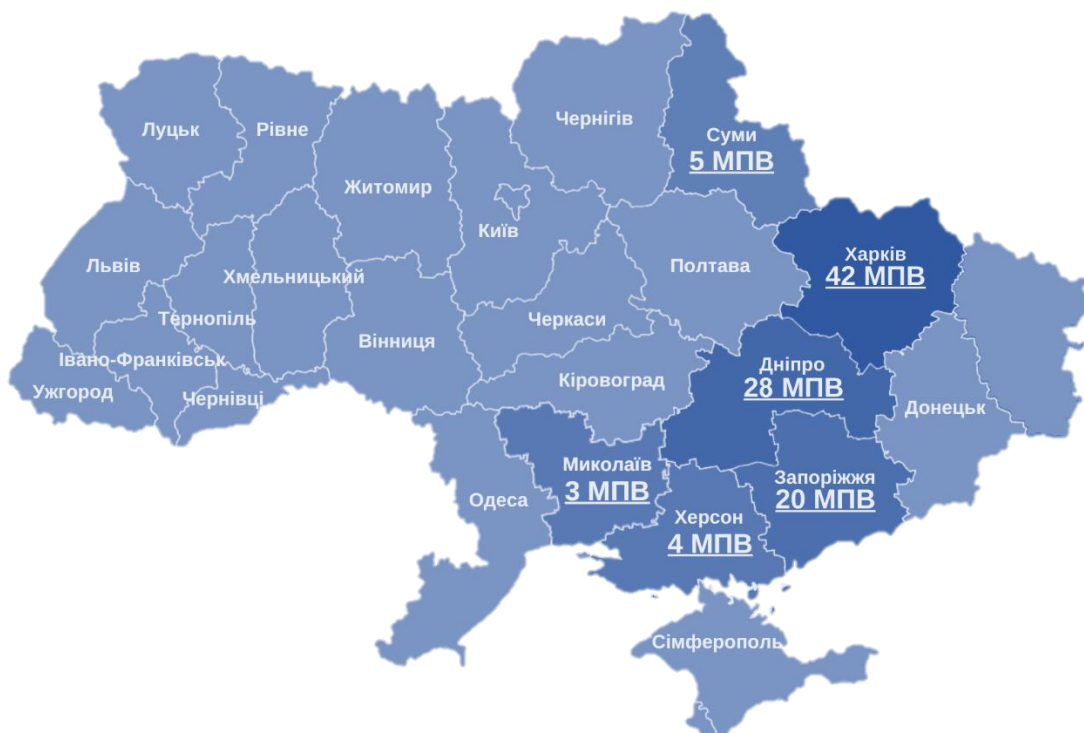 Чернігів
Луцьк
Рівне
Суми
5 МПВ
Житомир
Київ
Харків
42 МПВ
Львів
Хмельницький
Полтава
Тернопіль
Черкаси
Вінниця
Івано-Франківськ
Дніпро
28 МПВ
Кіровоград
Ужгород
Чернівці
Донецьк
Миколаїв
3 МПВ
Запоріжжя
20 МПВ
Одеса
Херсон
4 МПВ
Сімферополь